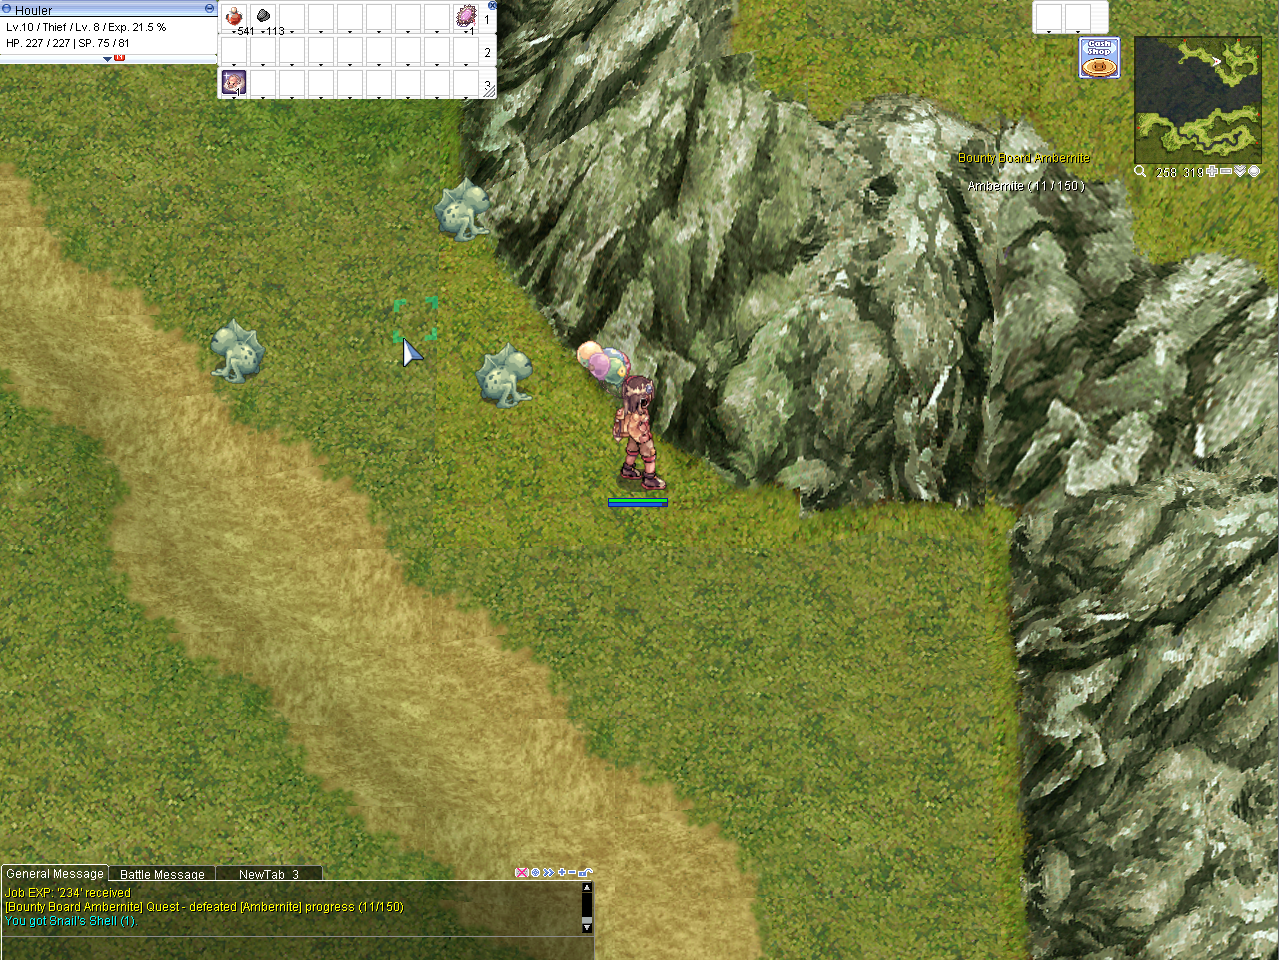 Houler
Lv.10 / Thief / Lv. 8 / Exp. 21.5 %
HP. 227 / 227 | SP. 75 / 81
541
113
1
1
2
1
3
Cash Shop
258 319
Bounty Board Ambernite
Ambernite ( 11 / 150 )
General Message
Battle Message
NewTab_3
Job EXP: '234' received
[Bounty Board Ambernite] Quest - defeated [Ambernite] progress (11/150)
You got Snail's Shell (1).